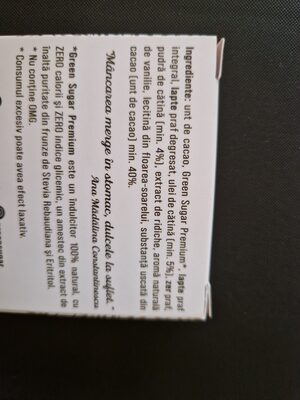 Ingrediente: unt de cacao, Green Sugar Premium*, lapte praf
integral, lapte praf degresat, ulei de cătină (min. 5%), zer praf,
pudră de cătină (min. 4%), extract de ridiche, aromă naturală
de vanilie, lecitină din floarea-soarelui, substanță uscată din
cacao (unt de cacao) min. 40%.
"Mâncarea merge în stomac, dulcele la suflet."
Ana Mădălina Constantinescu
*Green Sugar Premium este un îndulcitor 100% natural, cu
ZERO calorii și ZERO indice glicemic, un amestec din extract de
înaltă puritate din frunze de Stevia Rebaudiana și Eritritol.
* Nu conține OMG.
* Consumul excesiv poate avea efect laxativ.